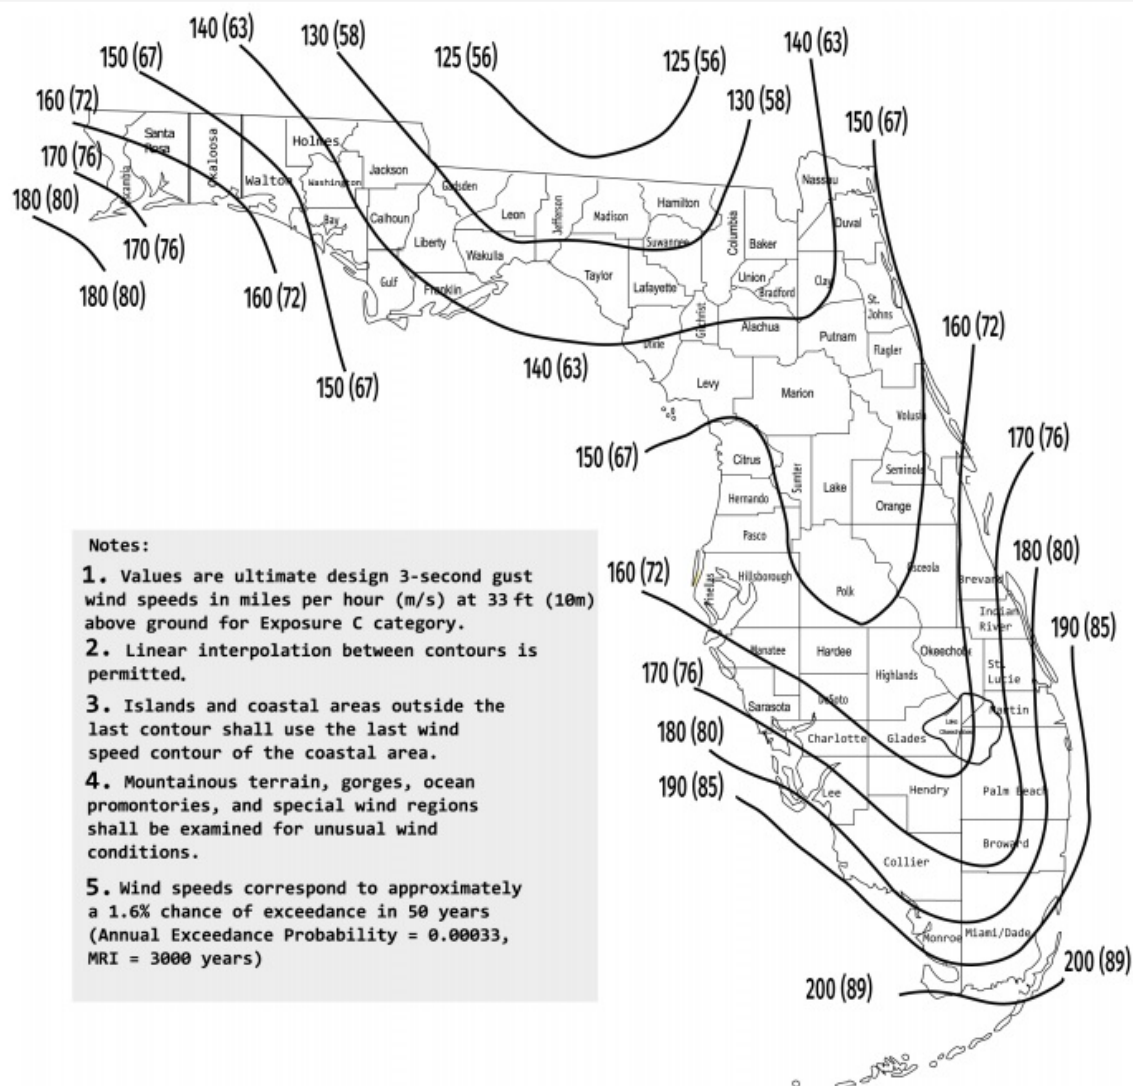 140 (63)
130 (58)
150 (67)
125 (56)
125 (56)
140 (63)
160 (72)
130 (58)
150 (67)
170 (76)
180 (80)
170 (76)
180 (80)
160 (72)
150 (67)
140 (63)
160 (72)
150 (67)
170 (76)
160 (72)
180 (80)
190 (85)
170 (76)
180 (80)
190 (85)
200 (89)
200 (89)
Santa
Rosa
Okaloosa
Walton
Holmes
Washington
Jackson
Bay
Calhoun
Gulf
Liberty
Franklin
Gadsden
Leon
Wakulla
Jefferson
Madison
Taylor
Hamilton
Suwannee
Lafayette
Dixie
Columbia
Gilchrist
Baker
Union
Bradford
Alachua
Nassau
Duval
Clay
St.
Johns
Putnam
Flagler
Levy
Marion
Volusia
Citrus
Sumter
Lake
Seminole
Hernando
Orange
Pasco
Pinellas
Hillsborough
Polk
Osceola
Brevard
Indian
River
Manatee
Hardee
Highlands
Okeechobee
St.
Lucie
Sarasota
DeSoto
Martin
Charlotte
Glades
Lake
Lee
Hendry
Palm Beach
Collier
Broward
Monroe
Miami/Dade
Notes:
1. Values are ultimate design 3-second gust
wind speeds in miles per hour (m/s) at 33 ft (10m)
above ground for Exposure C category.
2. Linear interpolation between contours is
permitted.
3. Islands and coastal areas outside the
last contour shall use the last wind
speed contour of the coastal area.
4. Mountainous terrain, gorges, ocean
promontories, and special wind regions
shall be examined for unusual wind
conditions.
5. Wind speeds correspond to approximately
a 1.6% chance of exceedance in 50 years
(Annual Exceedance Probability = 0.00033,
MRI = 3000 years)